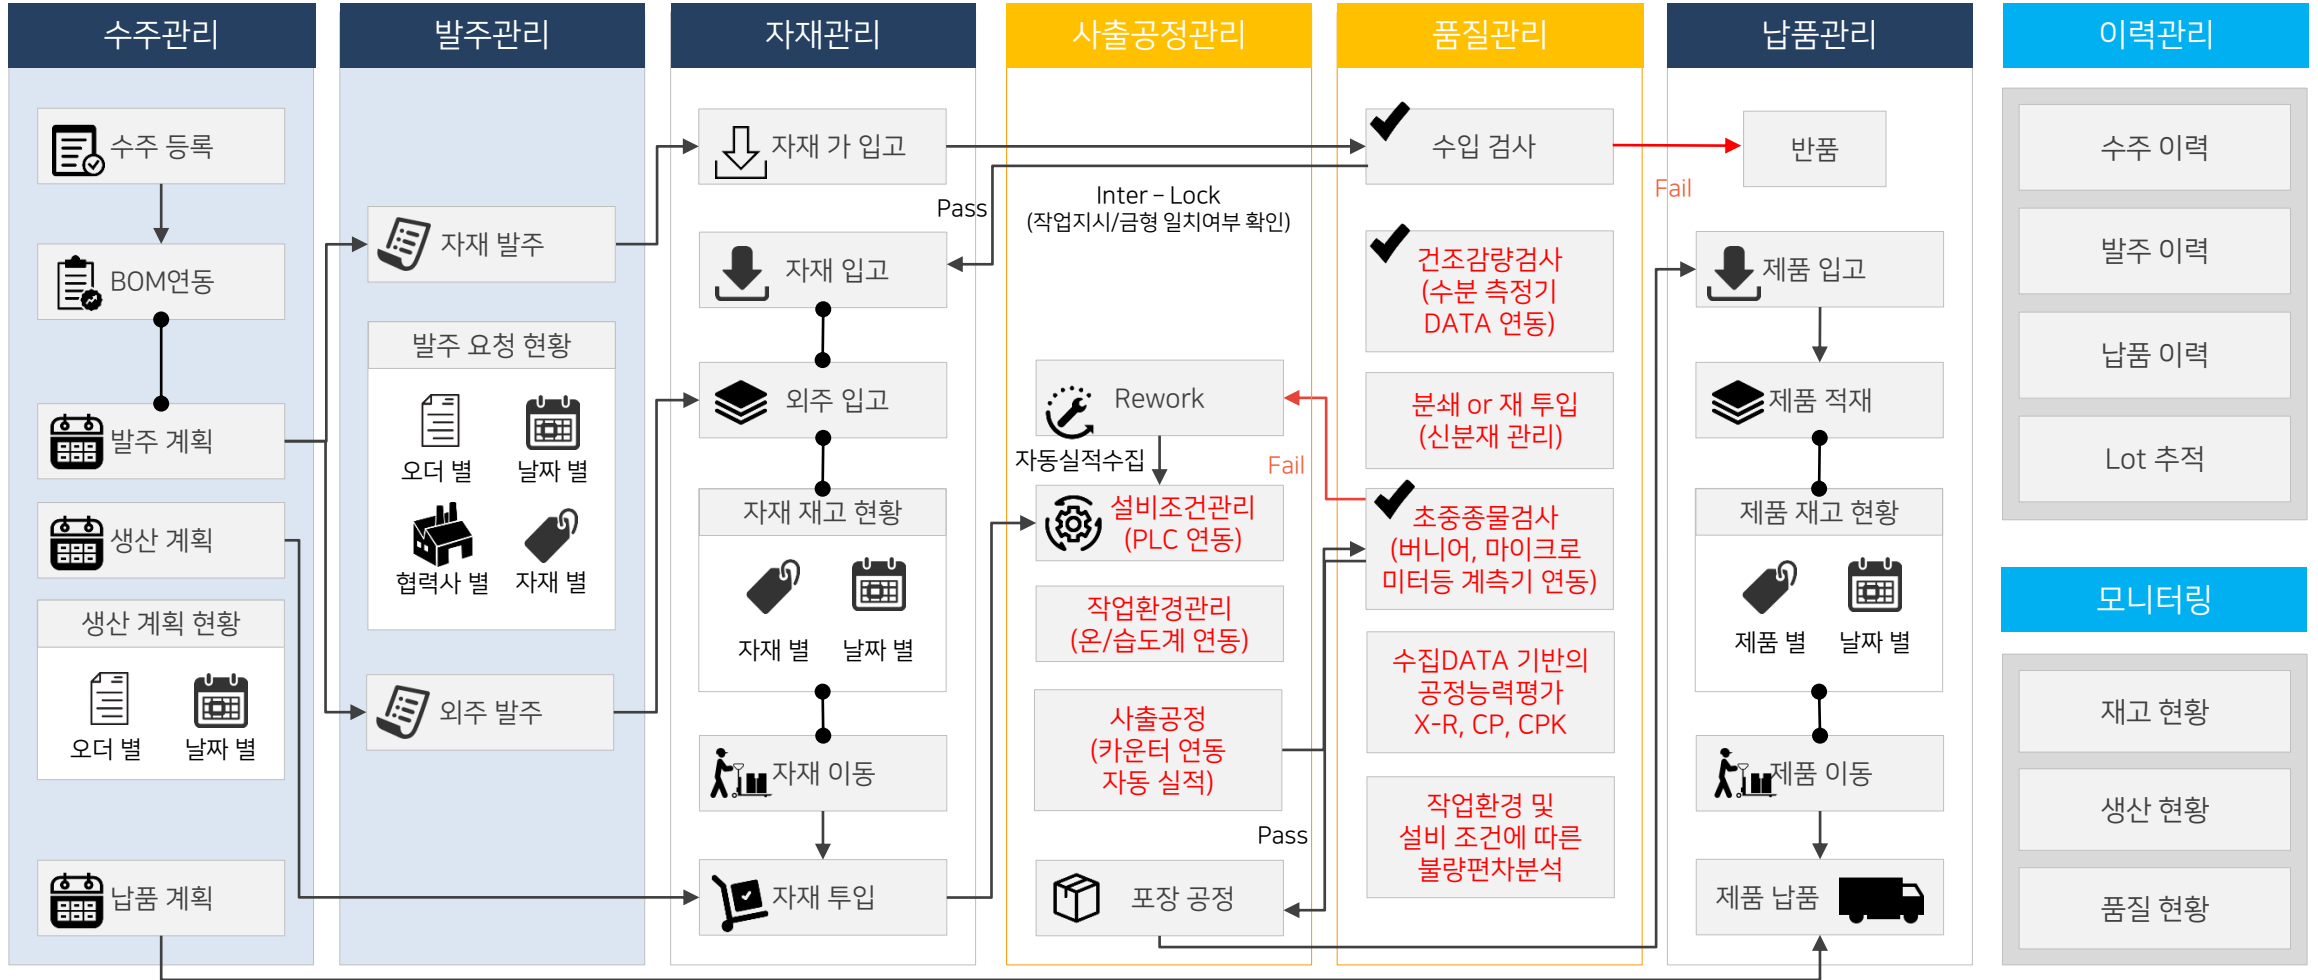 수주관리
수주 등록
BOM연동
발주 계획
생산 계획
생산 계획 현황
오더 별
날짜 별
납품 계획
발주관리
자재 발주
발주 요청 현황
오더 별
날짜 별
협력사 별
자재 별
외주 발주
자재관리
자재 가 입고
Pass
자재 입고
외주 입고
자재 재고 현황
자재 별
날짜 별
자재 이동
자재 투입
사출공정관리
Inter – Lock
(작업지시/금형 일치여부 확인)
Rework
자동실적수집
Fail
설비조건관리
(PLC 연동)
작업환경관리
(온/습도계 연동)
사출공정
(카운터 연동
자동 실적)
Pass
포장 공정
품질관리
수입 검사
건조감량검사
(수분 측정기
DATA 연동)
분쇄 or 재 투입
(신분재 관리)
초중종물검사
(버니어, 마이크로
미터등 계측기 연동)
수집DATA 기반의
공정능력평가
X-R, CP, CPK
작업환경 및
설비 조건에 따른
불량편차분석
납품관리
반품
Fail
제품 입고
제품 적재
제품 재고 현황
제품 별
날짜 별
제품 이동
제품 납품
이력관리
수주 이력
발주 이력
납품 이력
Lot 추적
모니터링
재고 현황
생산 현황
품질 현황